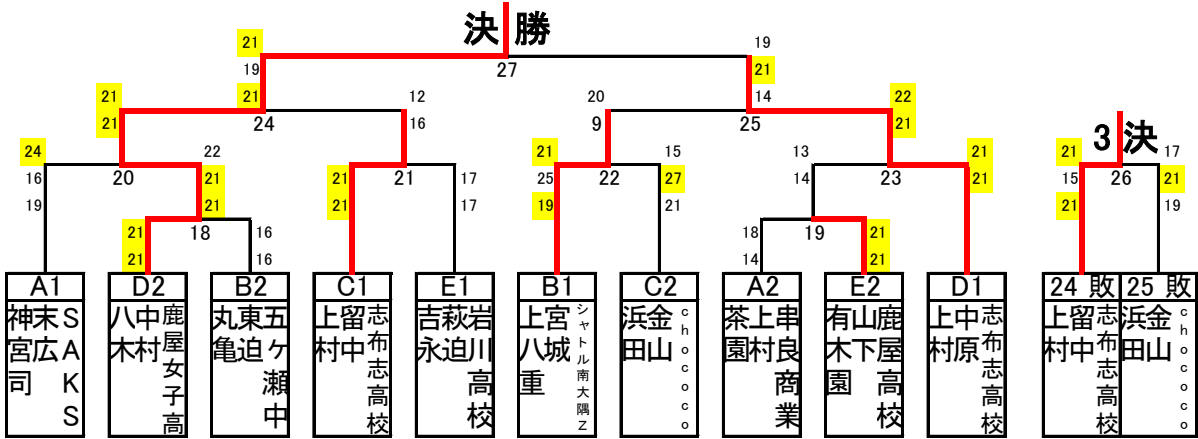 決勝
21 19
19 27 21
21 12 20 14 22
21 24 16 9 25 21
3決
24 22 21 15 13 21 21 17
16 20 21 21 21 17 25 22 27 14 23 21 15 26 21
19 21 21 17 19 21 21 21 19
21 18 16 18 19 21
21 16 14 21
A1 D2 B2 C1 E1 B1 C2 A2 E2 D1 24 敗 25 敗
SAKS
末広
神宮司
鹿屋女子高
中村
八木
五ヶ瀬中
東迫
丸亀
志布志高校
留中
上村
岩川高校
萩迫
吉永
シャトル南大隅Z
宮城
上八重
chococo
金山
浜田
串良商業
上村
茶園
鹿屋高校
山下
有木園
志布志高校
中原
上村
志布志高校
留中
上村
chococo
金山
浜田